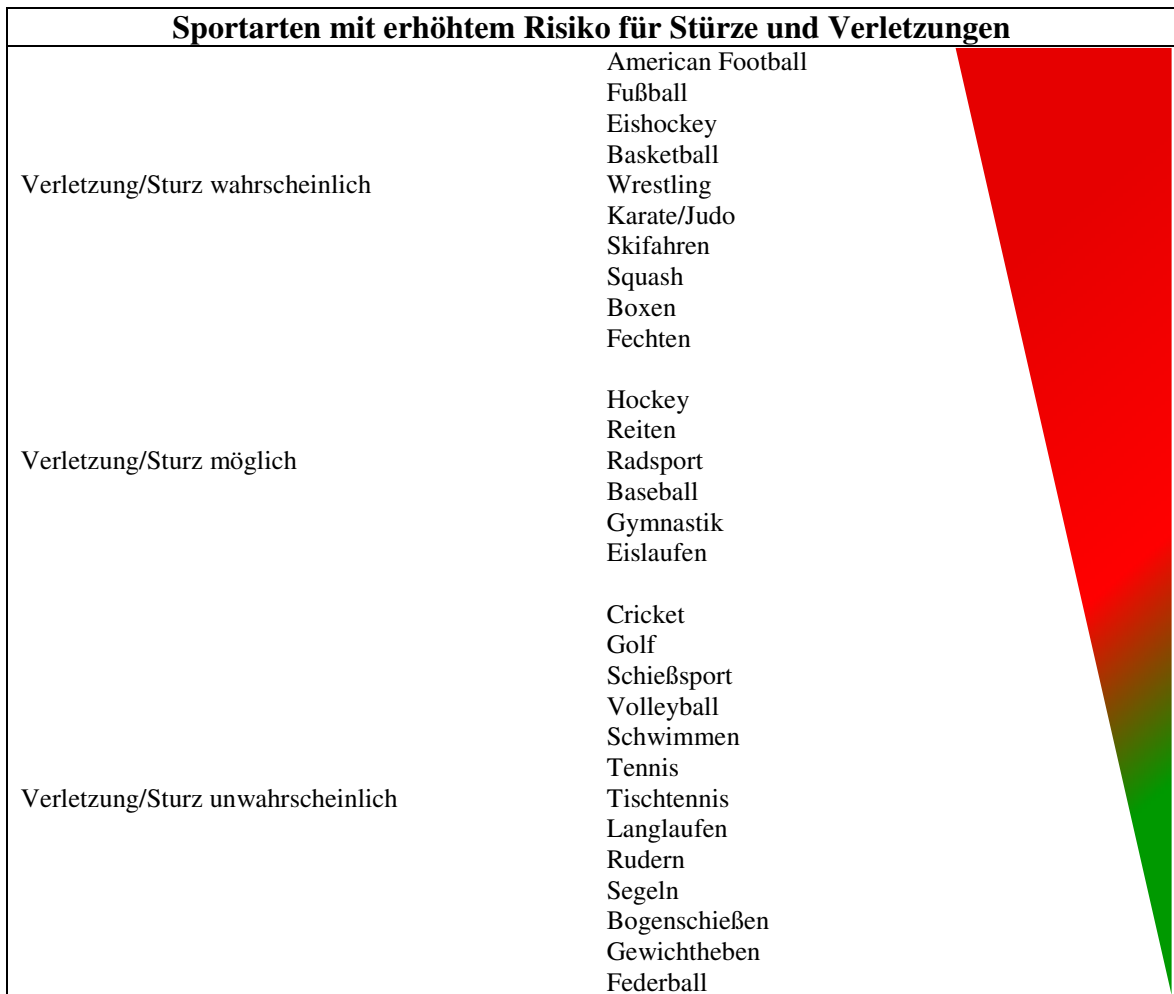 Sportarten mit erhöhtem Risiko für Stürze und Verletzungen
American Football
Fußball
Eishockey
Basketball
Verletzung/Sturz wahrscheinlich Wrestling
Karate/Judo
Skifahren
Squash
Boxen
Fechten
Hockey
Reiten
Verletzung/Sturz möglich Radsport
Baseball
Gymnastik
Eislaufen
Cricket
Golf
Schießsport
Volleyball
Schwimmen
Tennis
Verletzung/Sturz unwahrscheinlich Tischtennis
Langlaufen
Rudern
Segeln
Bogenschießen
Gewichtheben
Federball